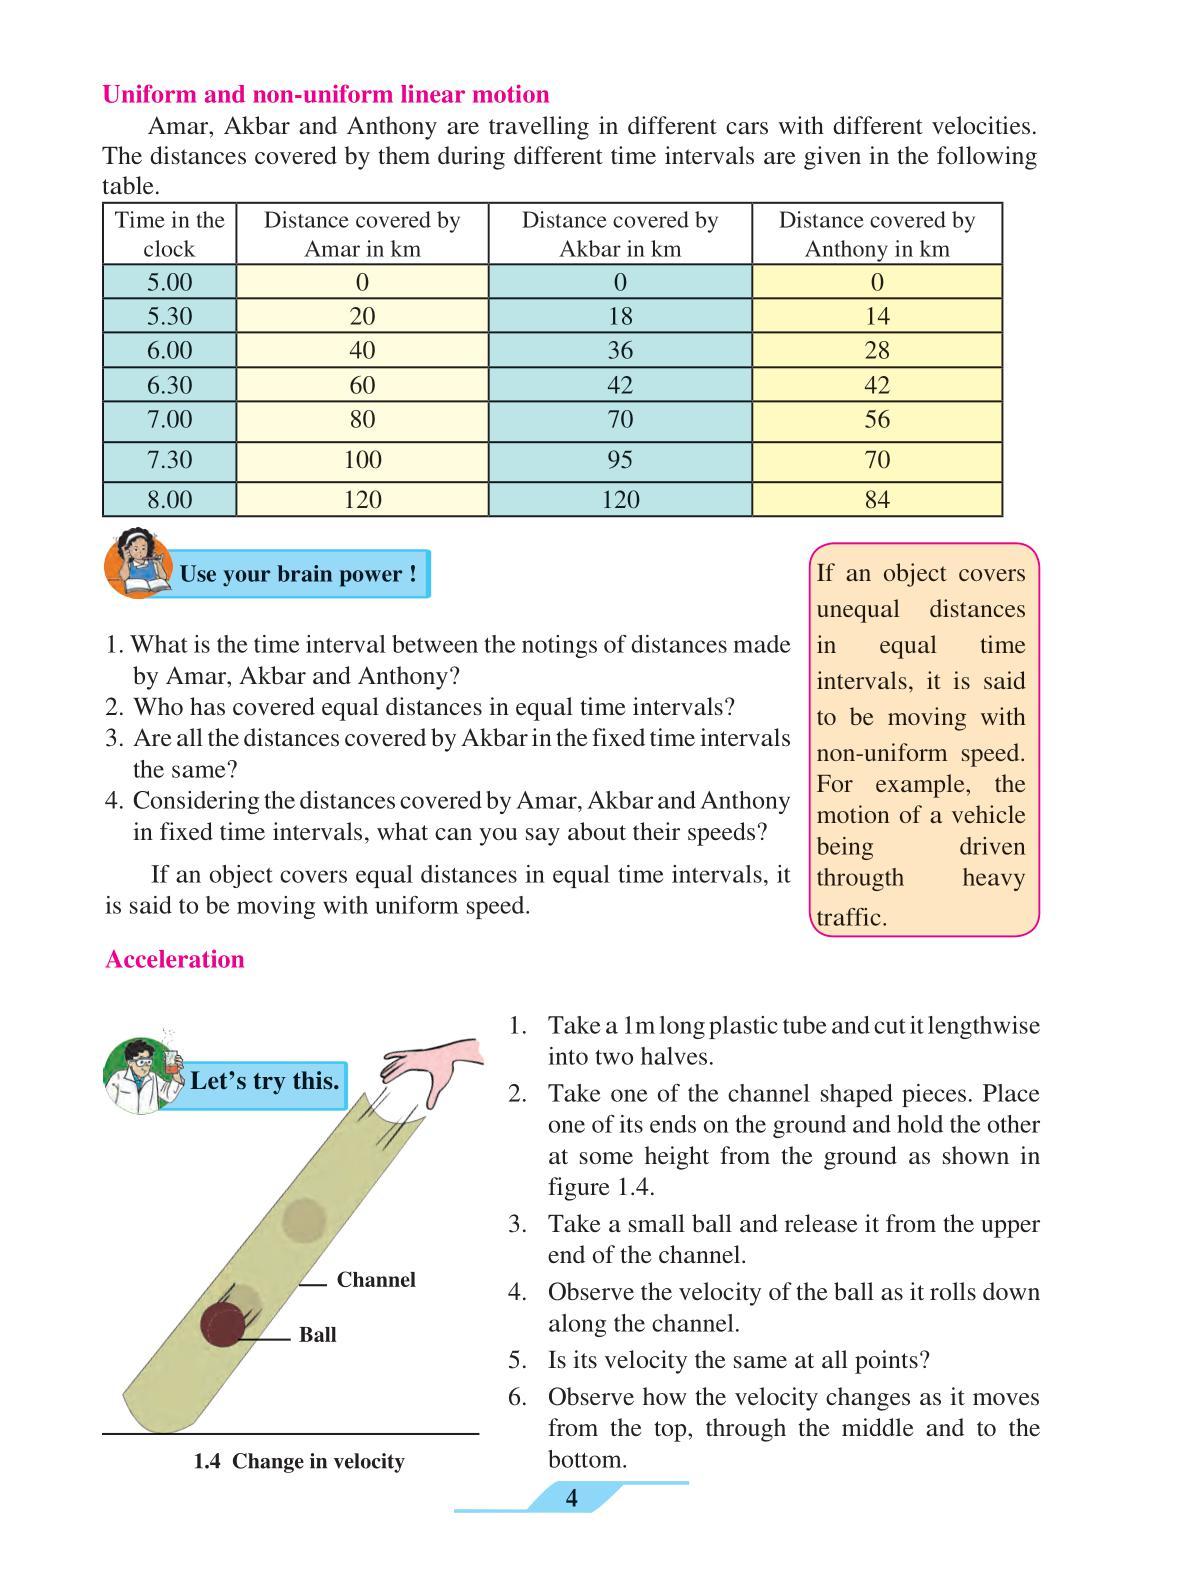 Uniform and non-uniform linear motion
Amar, Akbar and Anthony are travelling in different cars with different velocities.
The distances covered by them during different time intervals are given in the following
table.
Time in the clock Distance covered by Amar in km Distance covered by Akbar in km Distance covered by Anthony in km
5.00 0 0 0
5.30 20 18 14
6.00 40 36 28
6.30 60 42 42
7.00 80 70 56
7.30 100 95 70
8.00 120 120 84
Use your brain power !
1. What is the time interval between the notings of distances made
by Amar, Akbar and Anthony?
2. Who has covered equal distances in equal time intervals?
3. Are all the distances covered by Akbar in the fixed time intervals
the same?
4. Considering the distances covered by Amar, Akbar and Anthony
in fixed time intervals, what can you say about their speeds?
If an object covers equal distances in equal time intervals, it
is said to be moving with uniform speed.
If an object covers
unequal distances
in equal time
intervals, it is said
to be moving with
non-uniform speed.
For example, the
motion of a vehicle
being driven
througth heavy
traffic.
Acceleration
Let's try this.
Channel
Ball
1.4 Change in velocity
1. Take a 1m long plastic tube and cut it lengthwise
into two halves.
2. Take one of the channel shaped pieces. Place
one of its ends on the ground and hold the other
at some height from the ground as shown in
figure 1.4.
3. Take a small ball and release it from the upper
end of the channel.
4. Observe the velocity of the ball as it rolls down
along the channel.
5. Is its velocity the same at all points?
6. Observe how the velocity changes as it moves
from the top, through the middle and to the
bottom.
4